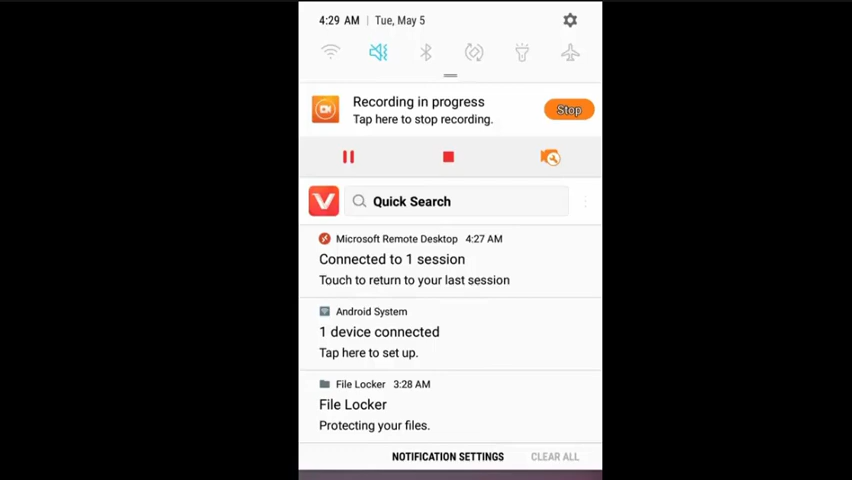 4:29 AM | Tue, May 5
Recording in progress
Tap here to stop recording.
Stop
Quick Search
Microsoft Remote Desktop 4:27 AM
Connected to 1 session
Touch to return to your last session
Android System
1 device connected
Tap here to set up.
File Locker 3:28 AM
File Locker
Protecting your files.
NOTIFICATION SETTINGS CLEAR ALL